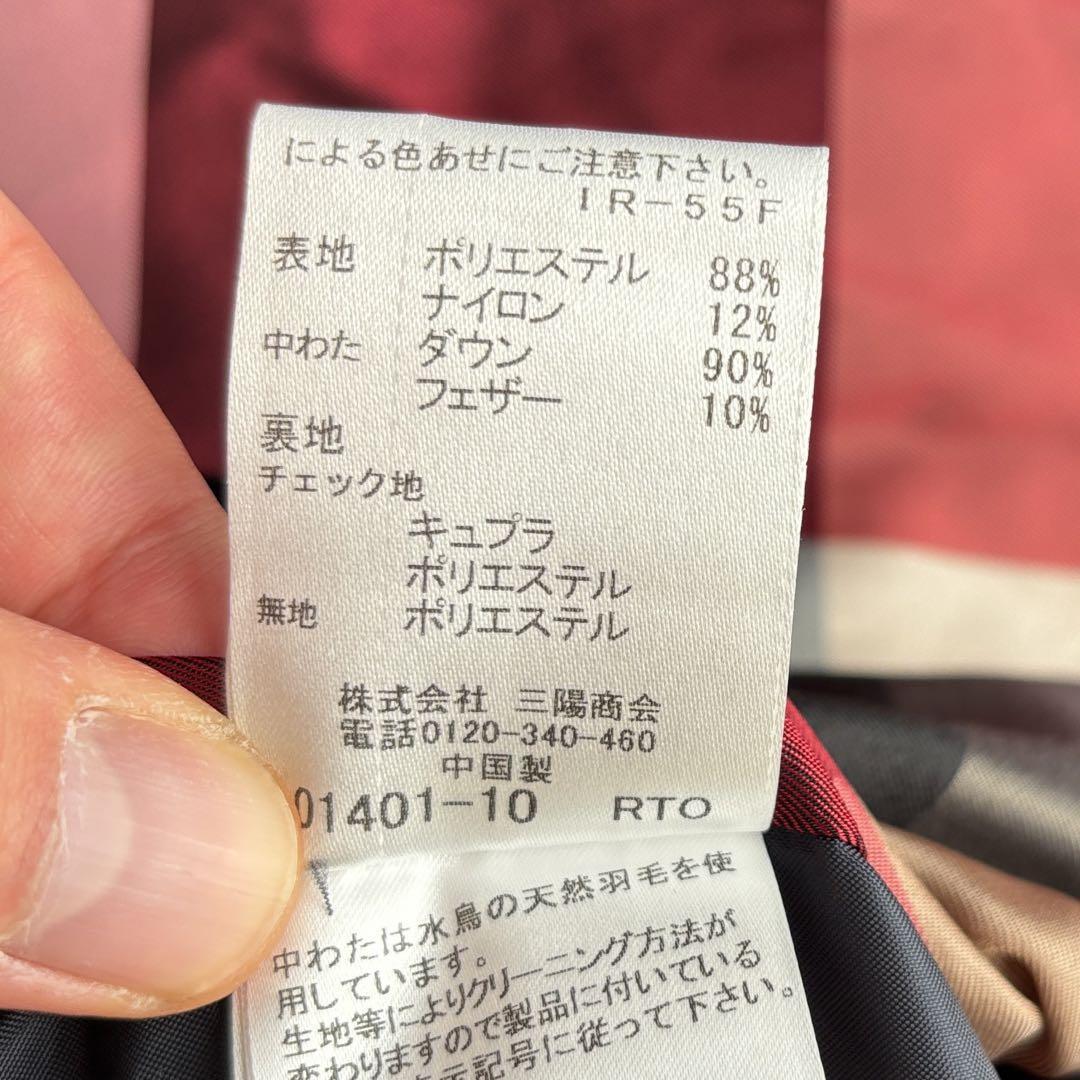 による色あせにご注意下さい。
IR-55F
表地 ポリエステル 88%
ナイロン 12%
中わた ダウン 90%
フェザー 10%
裏地
チェック地
キュプラ
ポリエステル
無地 ポリエステル
株式会社 三陽商会
電話0120-340-460
中国製
01401-10 RTO
中わたは水鳥の天然羽毛を使
用しています。
生地等によりクリーニング方法が
変わりますので製品に付いている
表示記号に従って下さい。